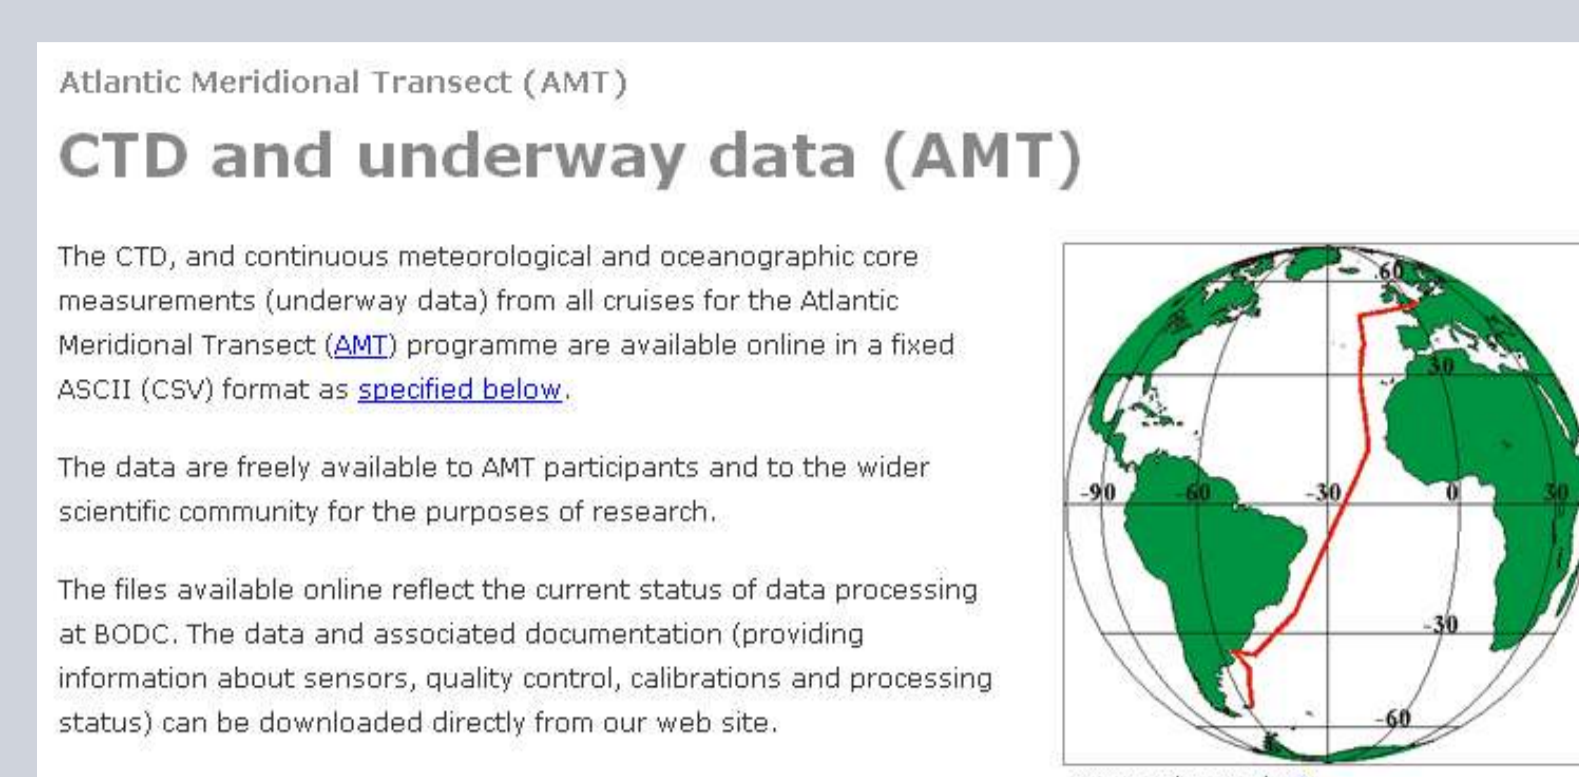 Atlantic Meridional Transect (AMT)
CTD and underway data (AMT)
The CTD, and continuous meteorological and oceanographic core
measurements (underway data) from all cruises for the Atlantic
Meridional Transect (AMT) programme are available online in a fixed
ASCII (CSV) format as specified below.
The data are freely available to AMT participants and to the wider
scientific community for the purposes of research.
The files available online reflect the current status of data processing
at BODC. The data and associated documentation (providing
information about sensors, quality control, calibrations and processing
status) can be downloaded directly from our web site.
60
30
-90 -60 -30 0 30
-30
-60